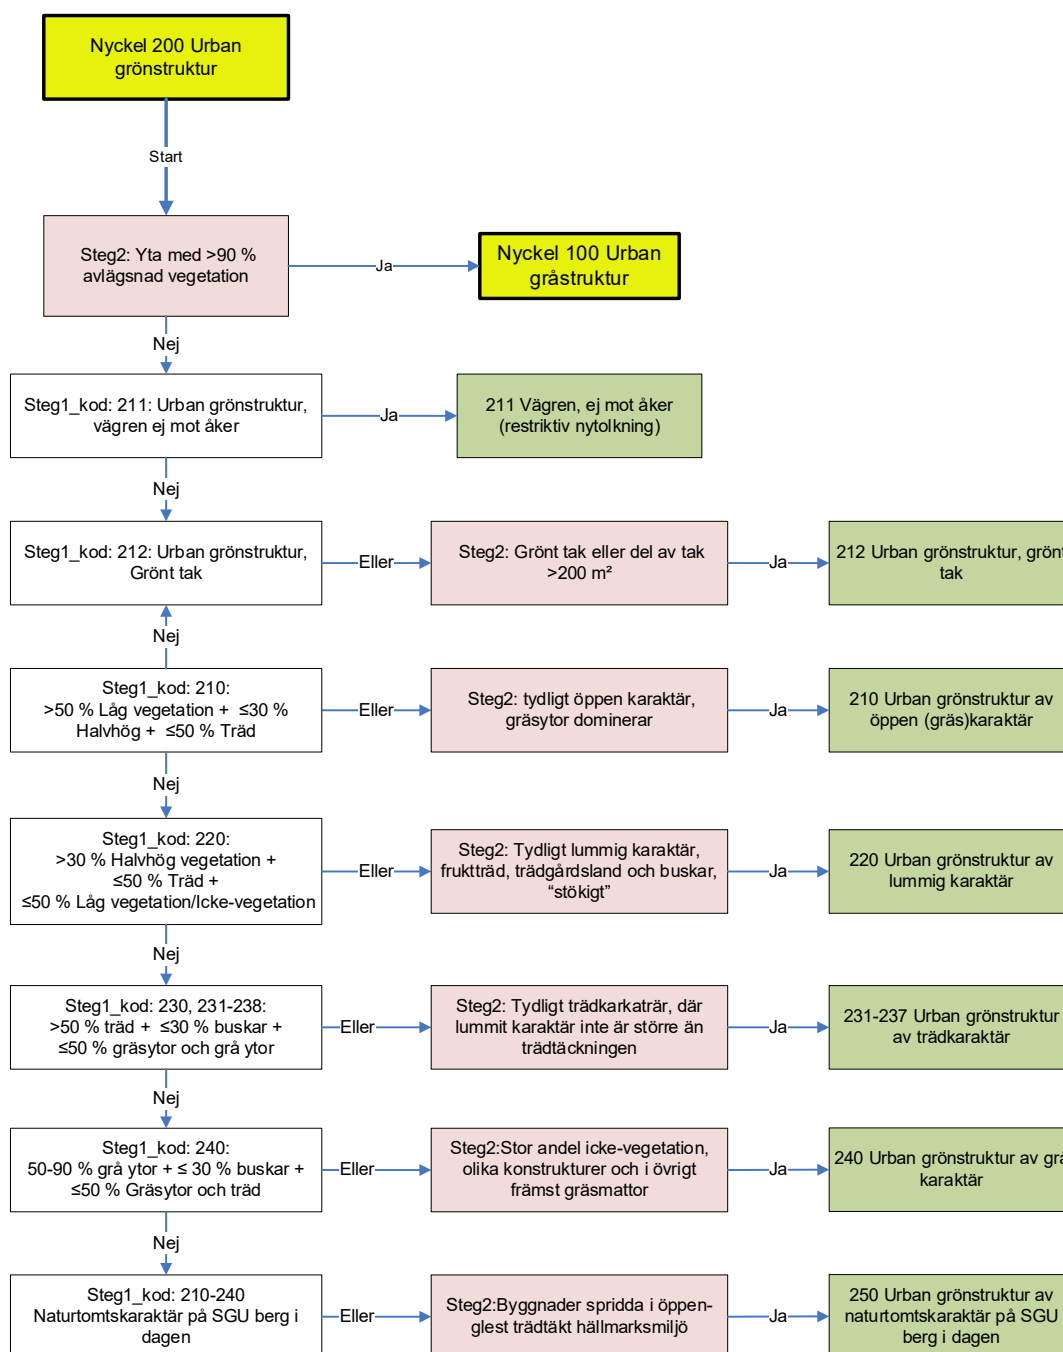 Nyckel 200 Urban
grönstruktur
Start
Steg2: Yta med >90 %
avlägsnad vegetation
Ja
Nyckel 100 Urban
gråstruktur
Nej
Steg1_kod: 211: Urban grönstruktur,
vägren ej mot åker
Ja
211 Vägren, ej mot åker
(restriktiv nytolkning)
Nej
Steg1_kod: 212: Urban grönstruktur,
Grönt tak
Eller
Steg2: Grönt tak eller del av tak
>200 m²
Ja
212 Urban grönstruktur, grönt
tak
Nej
Steg1_kod: 210:
>50 % Låg vegetation + ≤30 %
Halvhög + ≤50 % Träd
Eller
Steg2: tydligt öppen karaktär,
gräsytor dominerar
Ja
210 Urban grönstruktur av
öppen (gräs)karaktär
Nej
Steg1_kod: 220:
>30 % Halvhög vegetation +
≤50 % Träd +
≤50 % Låg vegetation/Icke-vegetation
Eller
Steg2: Tydligt lummig karaktär,
fruktträd, trädgårdsland och buskar,
“stökigt”
Ja
220 Urban grönstruktur av
lummig karaktär
Nej
Steg1_kod: 230, 231-238:
>50 % träd + ≤30 % buskar +
≤50 % gräsytor och grå ytor
Eller
Steg2: Tydligt trädkarkaträr, där
lummit karaktär inte är större än
trädtäckningen
Ja
231-237 Urban grönstruktur
av trädkaraktär
Nej
Steg1_kod: 240:
50-90 % grå ytor + ≤ 30 % buskar +
≤50 % Gräsytor och träd
Eller
Steg2:Stor andel icke-vegetation,
olika konstrukturer och i övrigt
främst gräsmattor
Ja
240 Urban grönstruktur av grå
karaktär
Nej
Steg1_kod: 210-240
Naturtomtskaraktär på SGU berg i
dagen
Eller
Steg2:Byggnader spridda i öppen-
glest trädtäkt hällmarksmiljö
Ja
250 Urban grönstruktur av
naturtomtskaraktär på SGU
berg i dagen